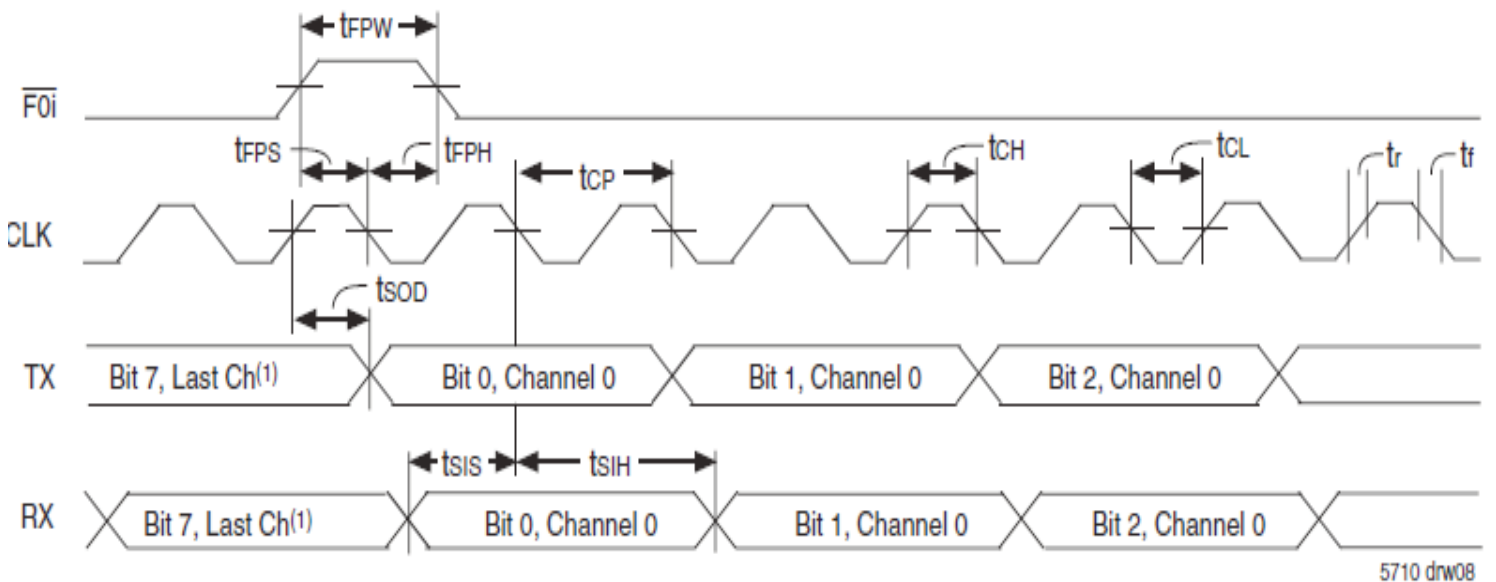 tFPW
F0i
tFPS
tFPH
tCP
tCH
tCL
tr
tf
CLK
tSOD
TX
Bit 7, Last Ch(1)
Bit 0, Channel 0
Bit 1, Channel 0
Bit 2, Channel 0
tSIS
tSIH
RX
Bit 7, Last Ch(1)
Bit 0, Channel 0
Bit 1, Channel 0
Bit 2, Channel 0
5710 drw08